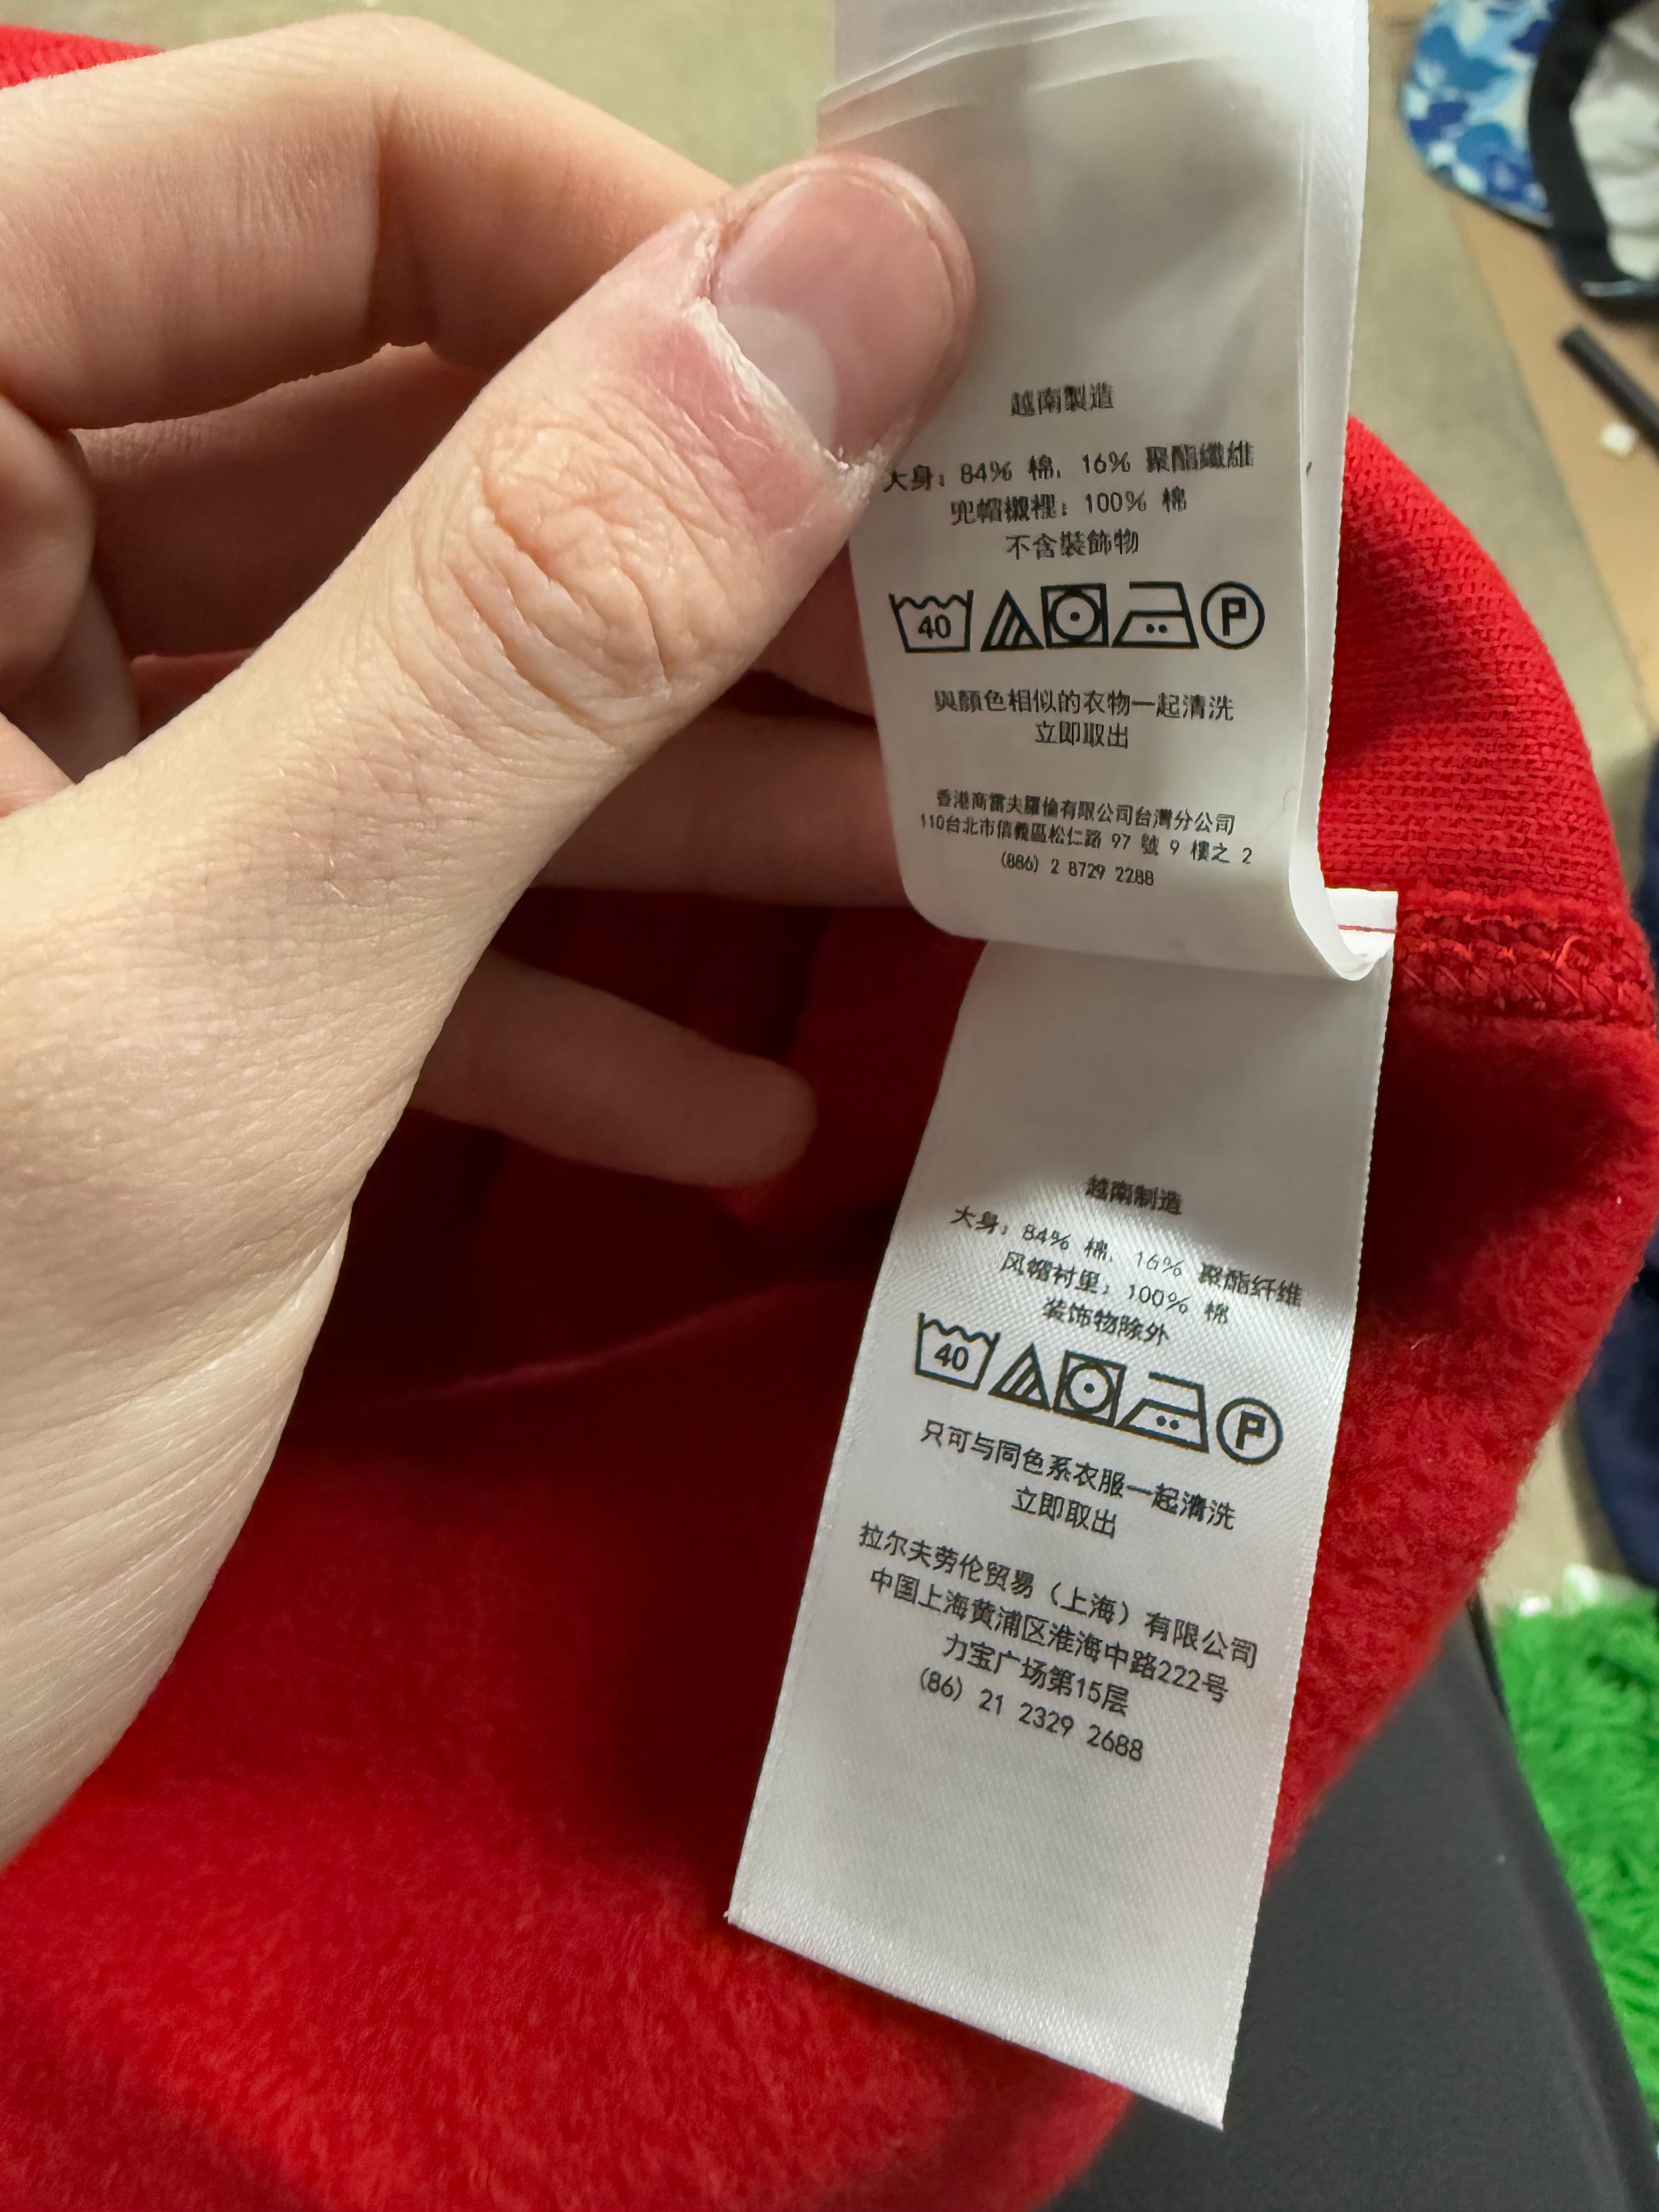 越南製造
大身: 84% 棉, 16% 聚酯纖維
兜帽襯裡: 100% 棉
不含裝飾物
40 P
與顏色相似的衣物一起清洗
立即取出
香港商雷夫羅倫有限公司台灣分公司
110台北市信義區松仁路 97 號 9 樓之 2
(886) 2 8729 2288
越南制造
大身: 84% 棉, 16% 聚酯纤维
风帽衬里: 100% 棉
装饰物除外
40 P
只可与同色系衣服一起清洗
立即取出
拉尔夫劳伦贸易（上海）有限公司
中国上海黄浦区淮海中路222号
力宝广场第15层
(86) 21 2329 2688